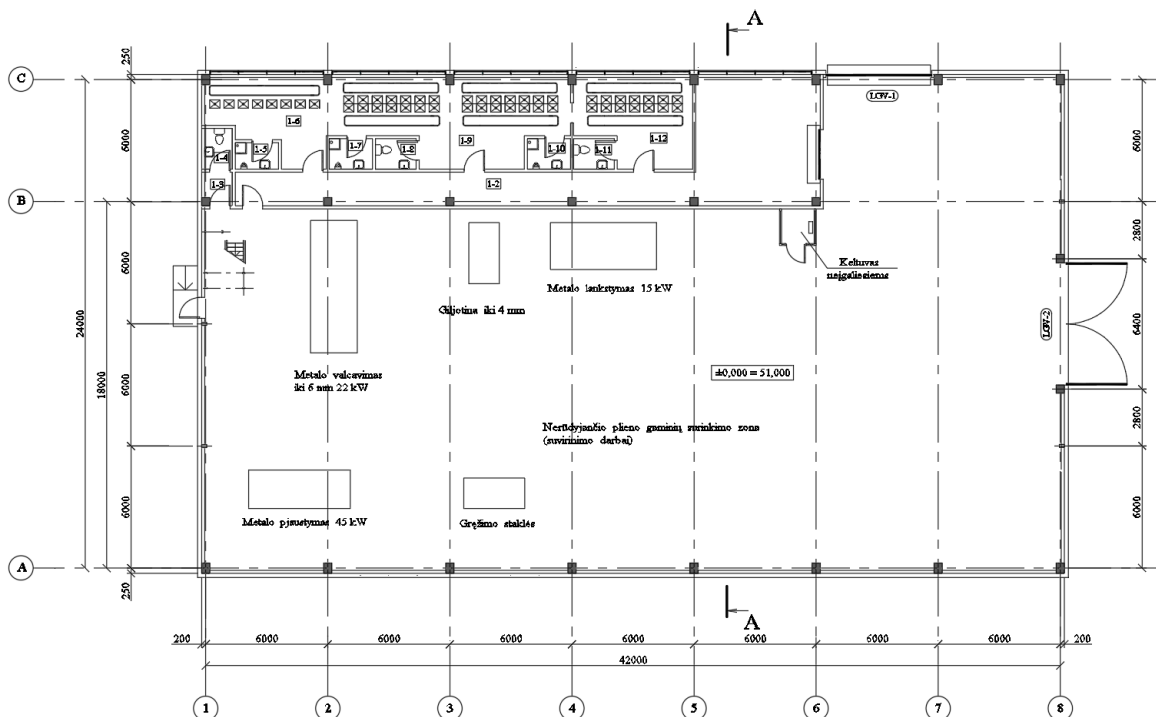 A
250
C
LGV-1
1-6
6000
6000
1-4
1-5
1-7
1-8
1-9
1-10
1-11
1-12
1-3
1-2
B
2800
6000
Keltuvas
neįgaliesiems
Metalo lankstymas 15 kW
Giljotina iki 4 mm
24000
18000
LGV-2
6400
±0,000 = 51,000
Metalo valcavimas
iki 6 mm 22 kW
6000
2800
Nerūdyjančio plieno gaminių surinkimo zona
(suvirinimo darbai)
6000
6000
Metalo pjaustymas 45 kW
Gręžimo staklės
A
250
A
200
6000
6000
6000
6000
6000
6000
6000
200
42000
1
2
3
4
5
6
7
8